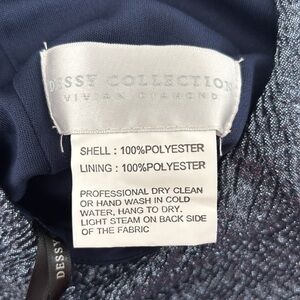 DESSY COLLECTION
VIVIAN DIAMOND
SHELL : 100%POLYESTER
LINING : 100%POLYESTER
PROFESSIONAL DRY CLEAN
OR HAND WASH IN COLD
WATER, HANG TO DRY.
LIGHT STEAM ON BACK SIDE
OF THE FABRIC
DESS